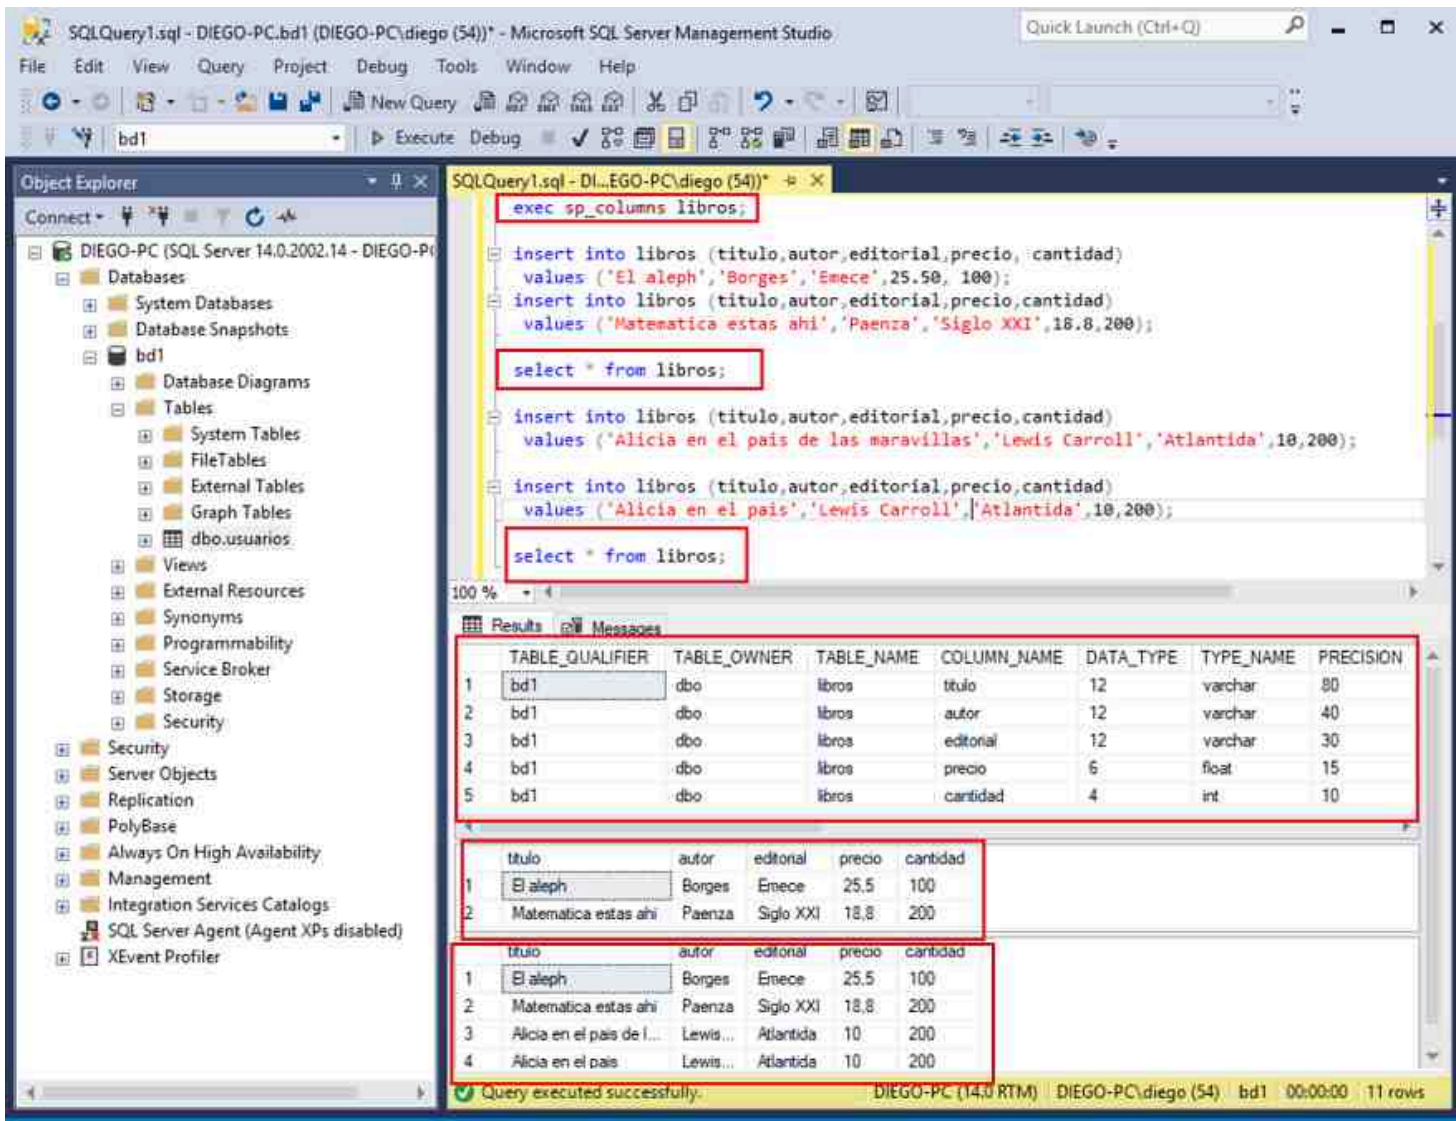 SQLQuery1.sql - DIEGO-PC.bd1 (DIEGO-PC\diego (54))* - Microsoft SQL Server Management Studio
Quick Launch (Ctrl+Q)
File Edit View Query Project Debug Tools Window Help
New Query
bd1 Execute Debug
Object Explorer
Connect
DIEGO-PC (SQL Server 14.0.2002.14 - DIEGO-P
Databases
System Databases
Database Snapshots
bd1
Database Diagrams
Tables
System Tables
FileTables
External Tables
Graph Tables
dbo.usuarios
Views
External Resources
Synonyms
Programmability
Service Broker
Storage
Security
Security
Server Objects
Replication
PolyBase
Always On High Availability
Management
Integration Services Catalogs
SQL Server Agent (Agent XPs disabled)
XEvent Profiler
SQLQuery1.sql - DI...EGO-PC\diego (54))*
exec sp_columns libros;
insert into libros (titulo,autor,editorial,precio, cantidad)
values ('El aleph','Borges','Emece',25.50, 100);
insert into libros (titulo,autor,editorial,precio,cantidad)
values ('Matematica estas ahi','Paenza','Siglo XXI',18.8,200);
select * from libros;
insert into libros (titulo,autor,editorial,precio,cantidad)
values ('Alicia en el pais de las maravillas','Lewis Carroll','Atlantida',10,200);
insert into libros (titulo,autor,editorial,precio,cantidad)
values ('Alicia en el pais','Lewis Carroll','Atlantida',10,200);
select * from libros;
100 %
Results Messages
TABLE_QUALIFIER TABLE_OWNER TABLE_NAME COLUMN_NAME DATA_TYPE TYPE_NAME PRECISION
1 bd1 dbo libros titulo 12 varchar 80
2 bd1 dbo libros autor 12 varchar 40
3 bd1 dbo libros editorial 12 varchar 30
4 bd1 dbo libros precio 6 float 15
5 bd1 dbo libros cantidad 4 int 10
titulo autor editorial precio cantidad
1 El aleph Borges Emece 25,5 100
2 Matematica estas ahi Paenza Siglo XXI 18,8 200
titulo autor editorial precio cantidad
1 El aleph Borges Emece 25,5 100
2 Matematica estas ahi Paenza Siglo XXI 18,8 200
3 Alicia en el pais de l... Lewis... Atlantida 10 200
4 Alicia en el pais Lewis... Atlantida 10 200
Query executed successfully. DIEGO-PC (14.0 RTM) DIEGO-PC\diego (54) bd1 00:00:00 11 rows